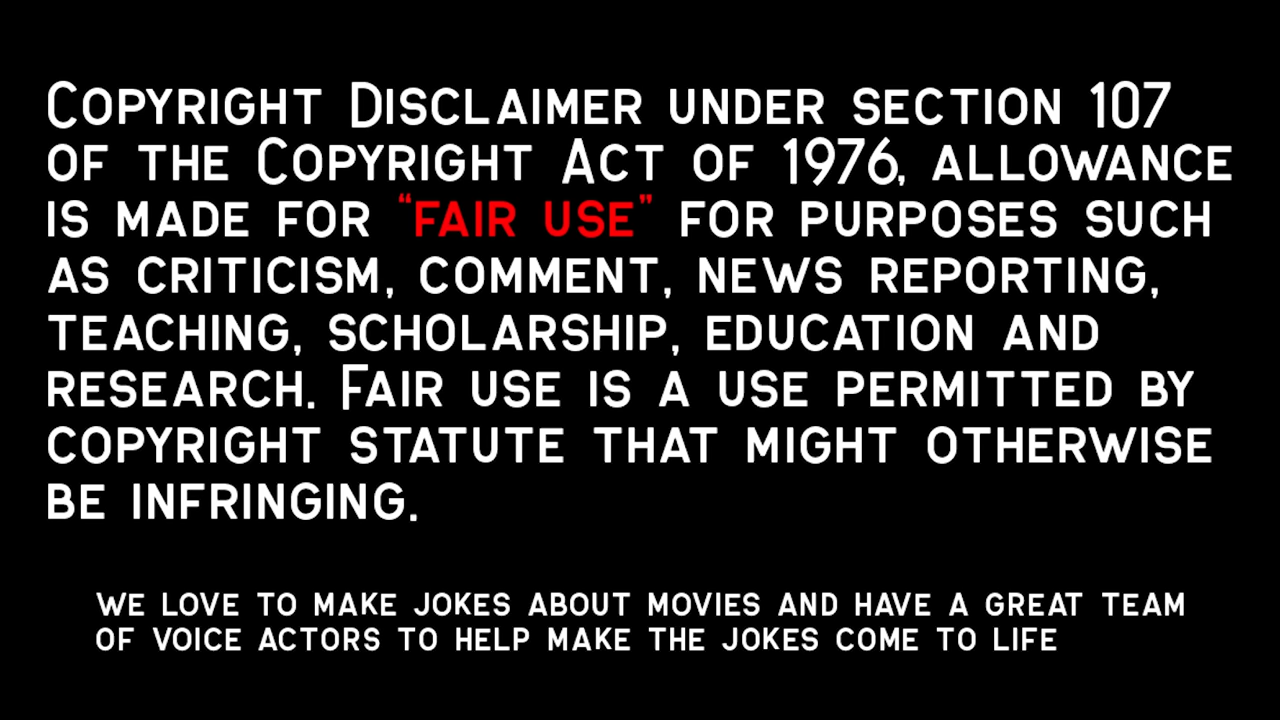 Copyright Disclaimer under section 107
of the Copyright Act of 1976, allowance
is made for “fair use” for purposes such
as criticism, comment, news reporting,
teaching, scholarship, education and
research. Fair use is a use permitted by
copyright statute that might otherwise
be infringing.
we love to make jokes about movies and have a great team
of voice actors to help make the jokes come to life